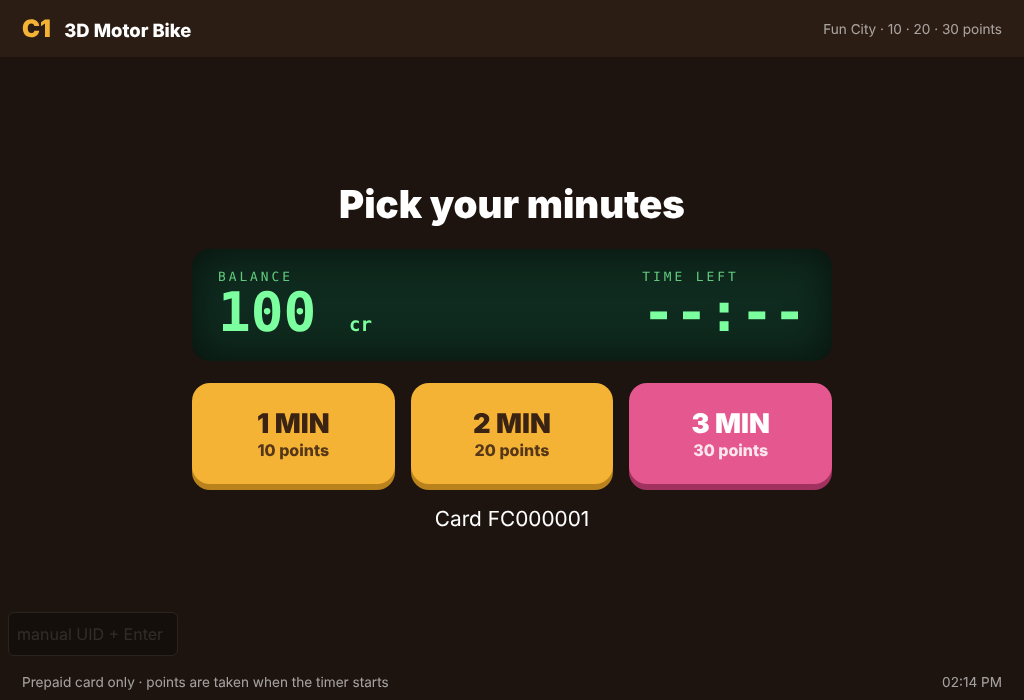 C1 3D Motor Bike
Fun City · 10 · 20 · 30 points
Pick your minutes
BALANCE
100 cr
TIME LEFT
--:--
1 MIN
10 points
2 MIN
20 points
3 MIN
30 points
Card FC000001
manual UID + Enter
Prepaid card only · points are taken when the timer starts
02:14 PM